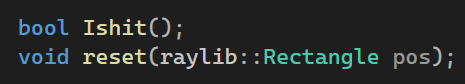 bool Ishit();
void reset(raylib::Rectangle pos);